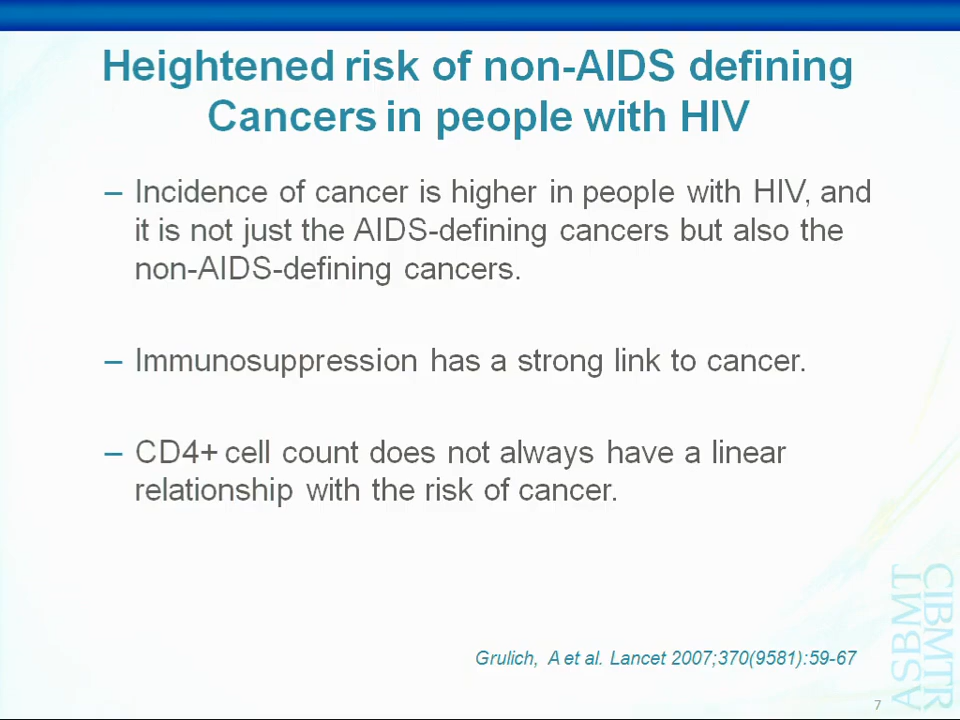 Heightened risk of non-AIDS defining
Cancers in people with HIV
– Incidence of cancer is higher in people with HIV, and
it is not just the AIDS-defining cancers but also the
non-AIDS-defining cancers.
– Immunosuppression has a strong link to cancer.
– CD4+ cell count does not always have a linear
relationship with the risk of cancer.
Grulich, A et al. Lancet 2007;370(9581):59-67
ASBMT
CIBMTR
7